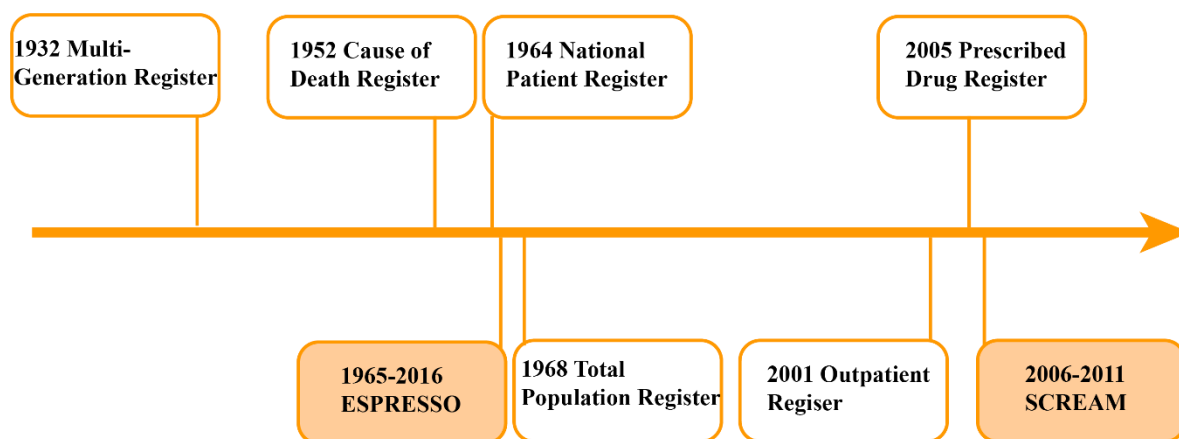 1932 Multi-
Generation Register
1952 Cause of
Death Register
1964 National
Patient Register
2005 Prescribed
Drug Register
1965-2016
ESPRESSO
1968 Total
Population Register
2001 Outpatient
Regiser
2006-2011
SCREAM